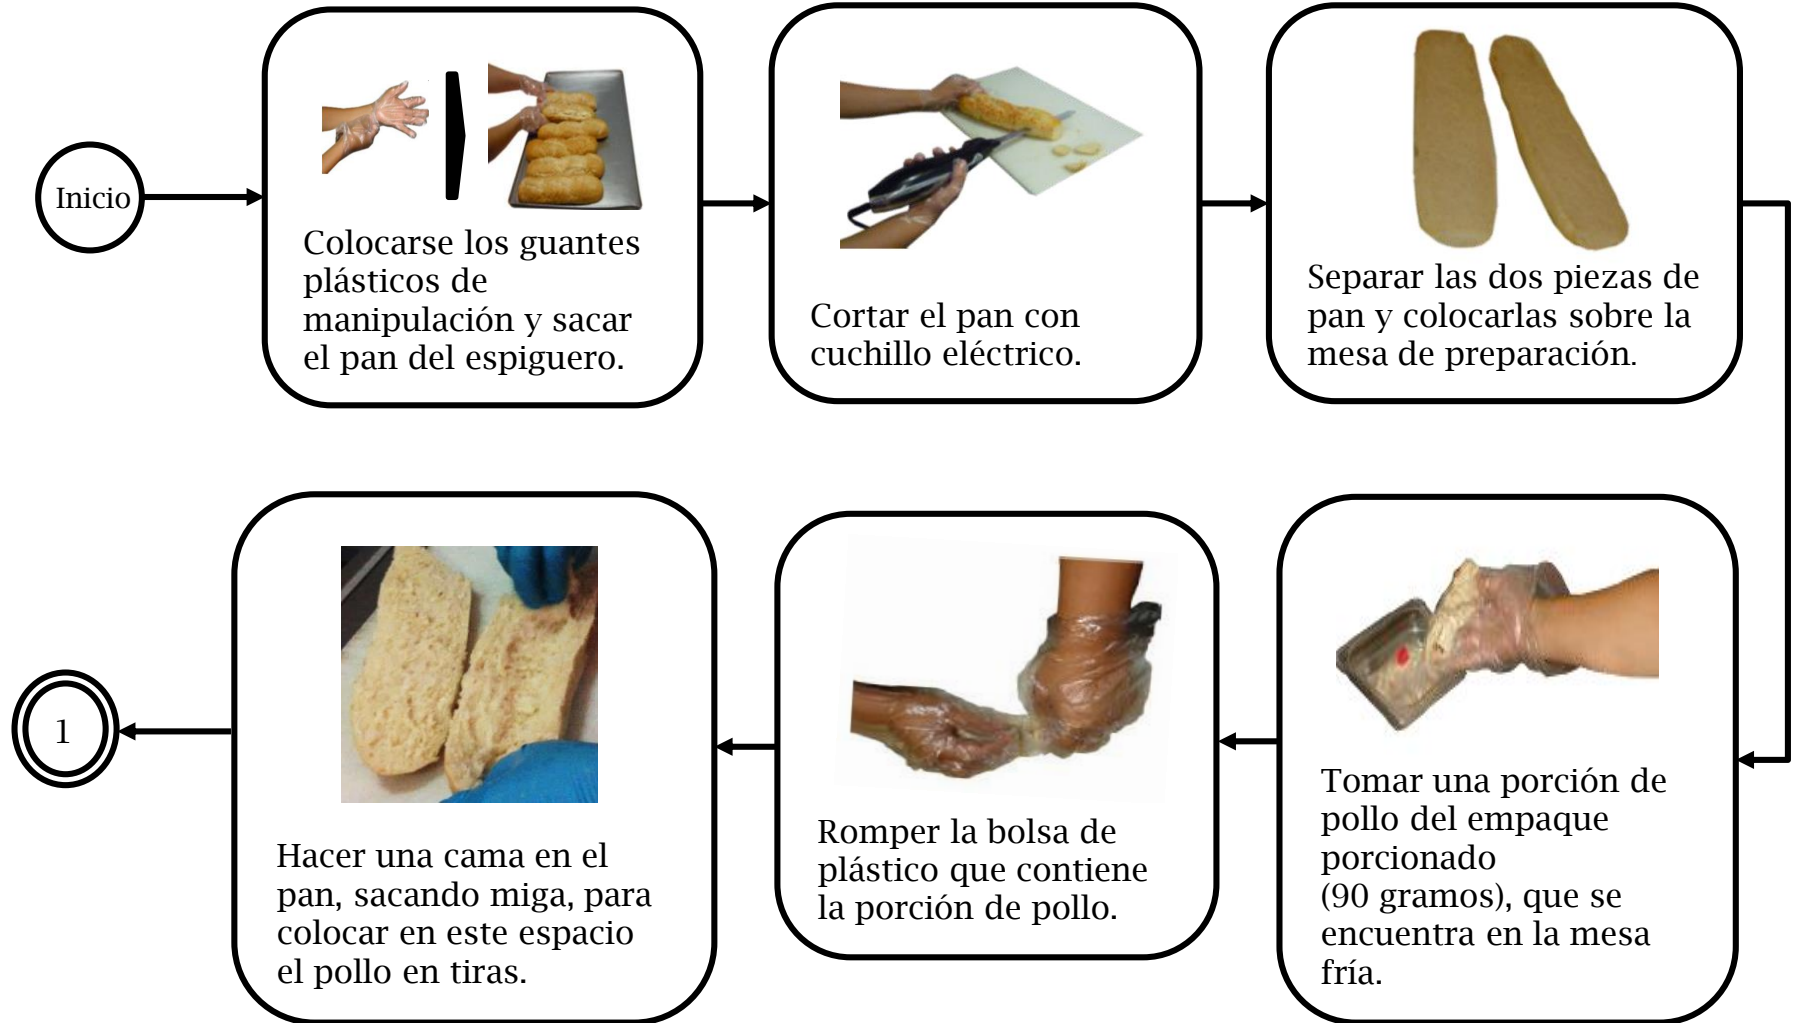 Inicio
Colocarse los guantes
plásticos de
manipulación y sacar
el pan del espiguero.
Cortar el pan con
cuchillo eléctrico.
Separar las dos piezas de
pan y colocarlas sobre la
mesa de preparación.
Tomar una porción de
pollo del empaque
porcionado
(90 gramos), que se
encuentra en la mesa
fría.
Romper la bolsa de
plástico que contiene
la porción de pollo.
Hacer una cama en el
pan, sacando miga, para
colocar en este espacio
el pollo en tiras.
1